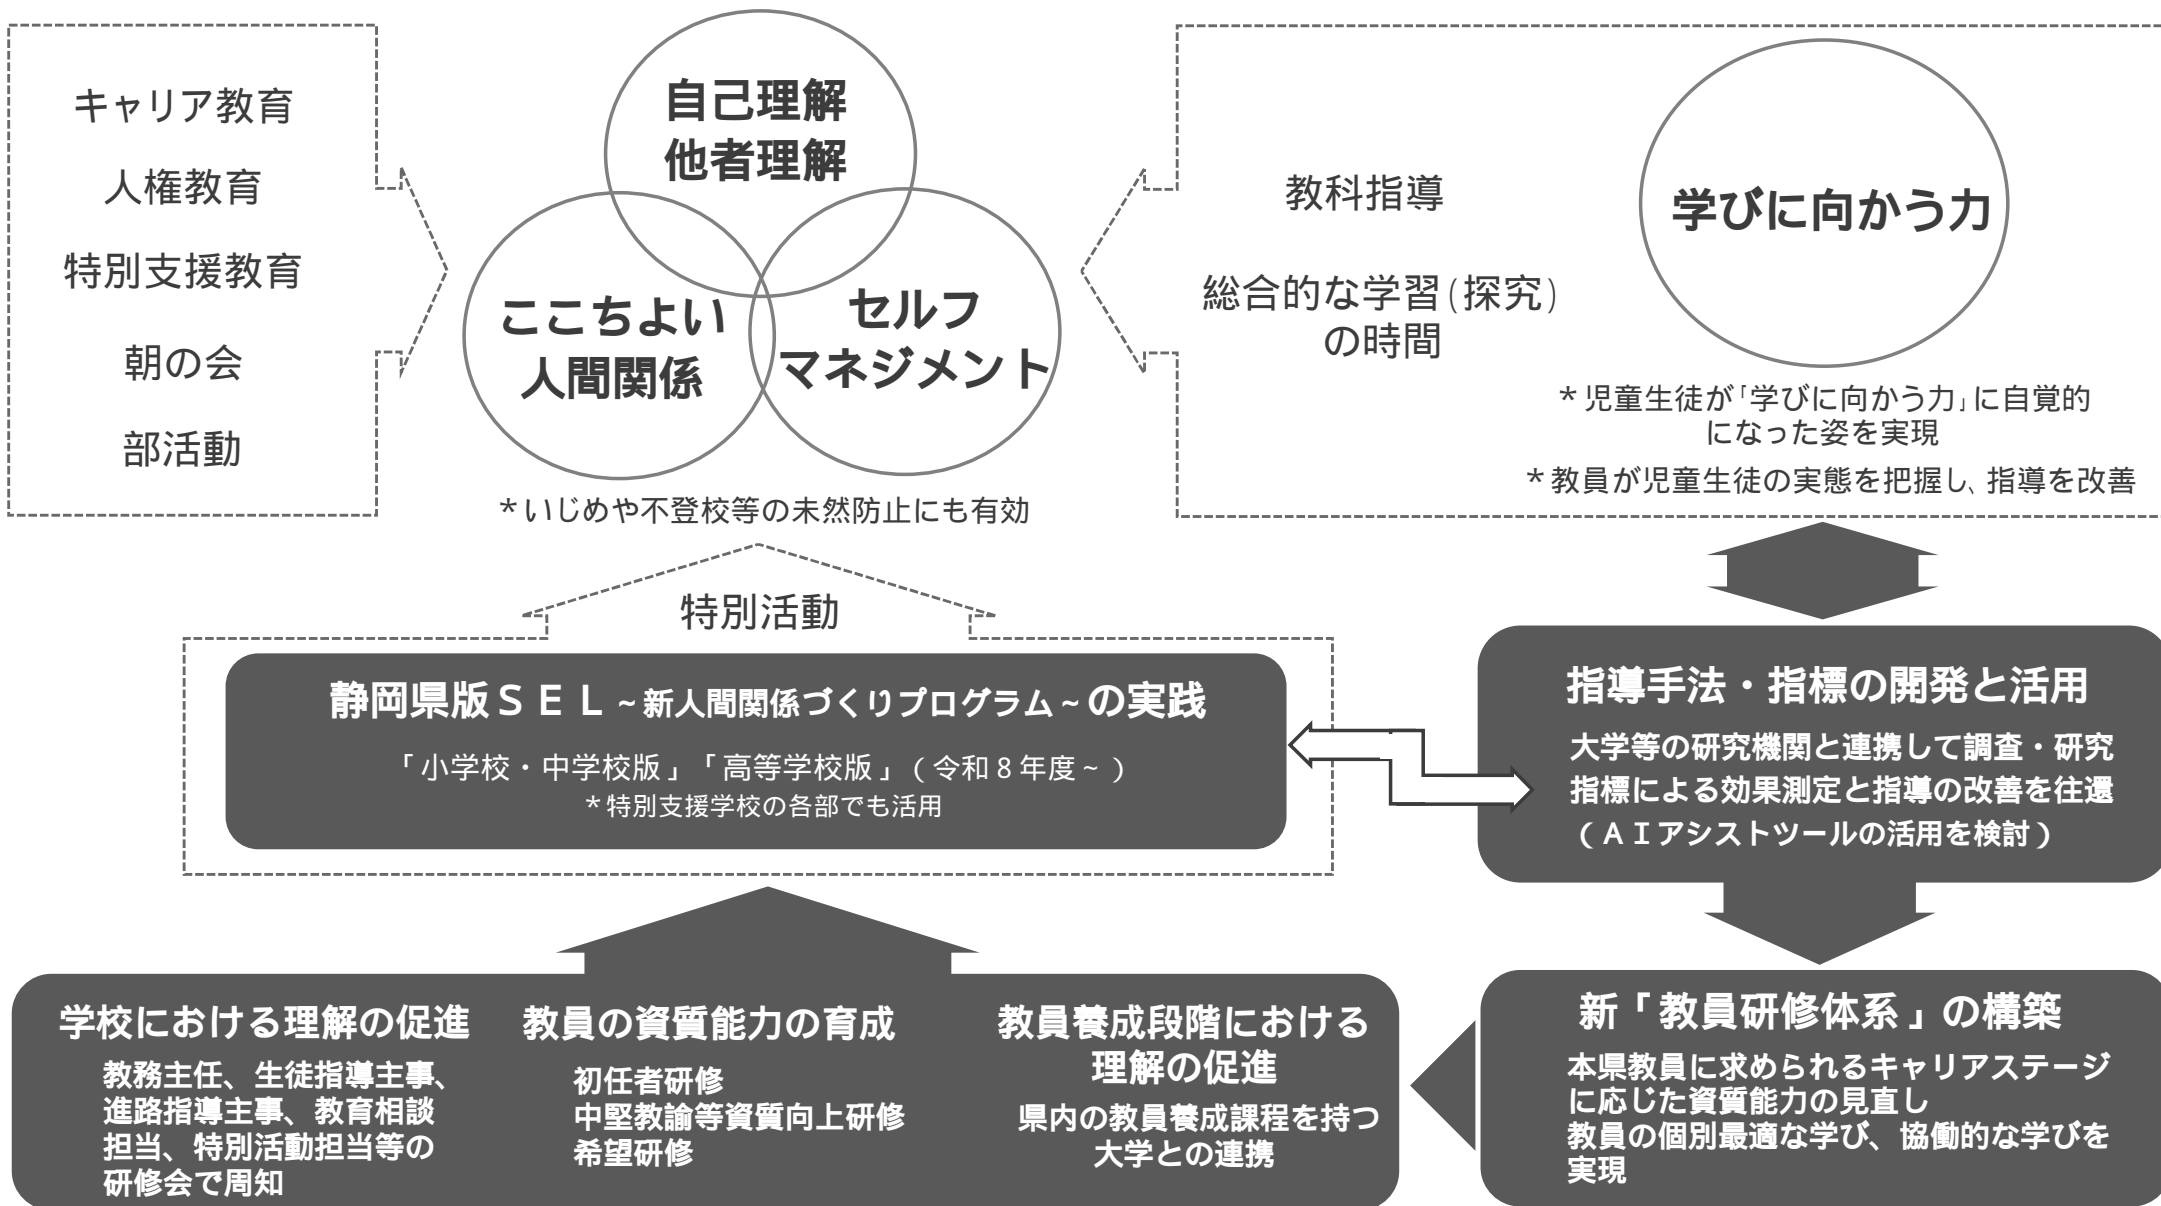 キャリア教育
人権教育
特別支援教育
朝の会
部活動
自己理解
他者理解
ここちよい
人間関係
セルフ
マネジメント
*いじめや不登校等の未然防止にも有効
教科指導
総合的な学習(探究)
の時間
学びに向かう力
*児童生徒が「学びに向かう力」に自覚的
になった姿を実現
*教員が児童生徒の実態を把握し、指導を改善
特別活動
静岡県版SEL~新人間関係づくりプログラム~の実践
「小学校・中学校版」「高等学校版」(令和8年度~)
*特別支援学校の各部でも活用
指導手法・指標の開発と活用
大学等の研究機関と連携して調査・研究
指標による効果測定と指導の改善を往還
(AIアシストツールの活用を検討)
学校における理解の促進
教務主任、生徒指導主事、
進路指導主事、教育相談
担当、特別活動担当等の
研修会で周知
教員の資質能力の育成
初任者研修
中堅教諭等資質向上研修
希望研修
教員養成段階における
理解の促進
県内の教員養成課程を持つ
大学との連携
新「教員研修体系」の構築
本県教員に求められるキャリアステージ
に応じた資質能力の見直し
教員の個別最適な学び、協働的な学びを
実現